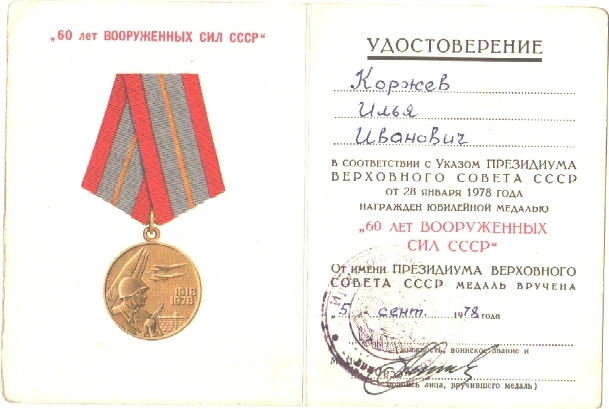 „60 лет ВООРУЖЕННЫХ СИЛ СССР“
1918
1978
УДОСТОВЕРЕНИЕ
Коржев
Илья
Иванович
В СООТВЕТСТВИИ С УКАЗОМ ПРЕЗИДИУМА
ВЕРХОВНОГО СОВЕТА СССР
ОТ 28 ЯНВАРЯ 1978 ГОДА
НАГРАЖДЕН ЮБИЛЕЙНОЙ МЕДАЛЬЮ
„60 ЛЕТ ВООРУЖЕННЫХ
СИЛ СССР“
ОТ ИМЕНИ ПРЕЗИДИУМА ВЕРХОВНОГО
СОВЕТА СССР МЕДАЛЬ ВРУЧЕНА
„5 сент. 1978 года
(должность, воинское звание и
(подпись лица, вручившего медаль)